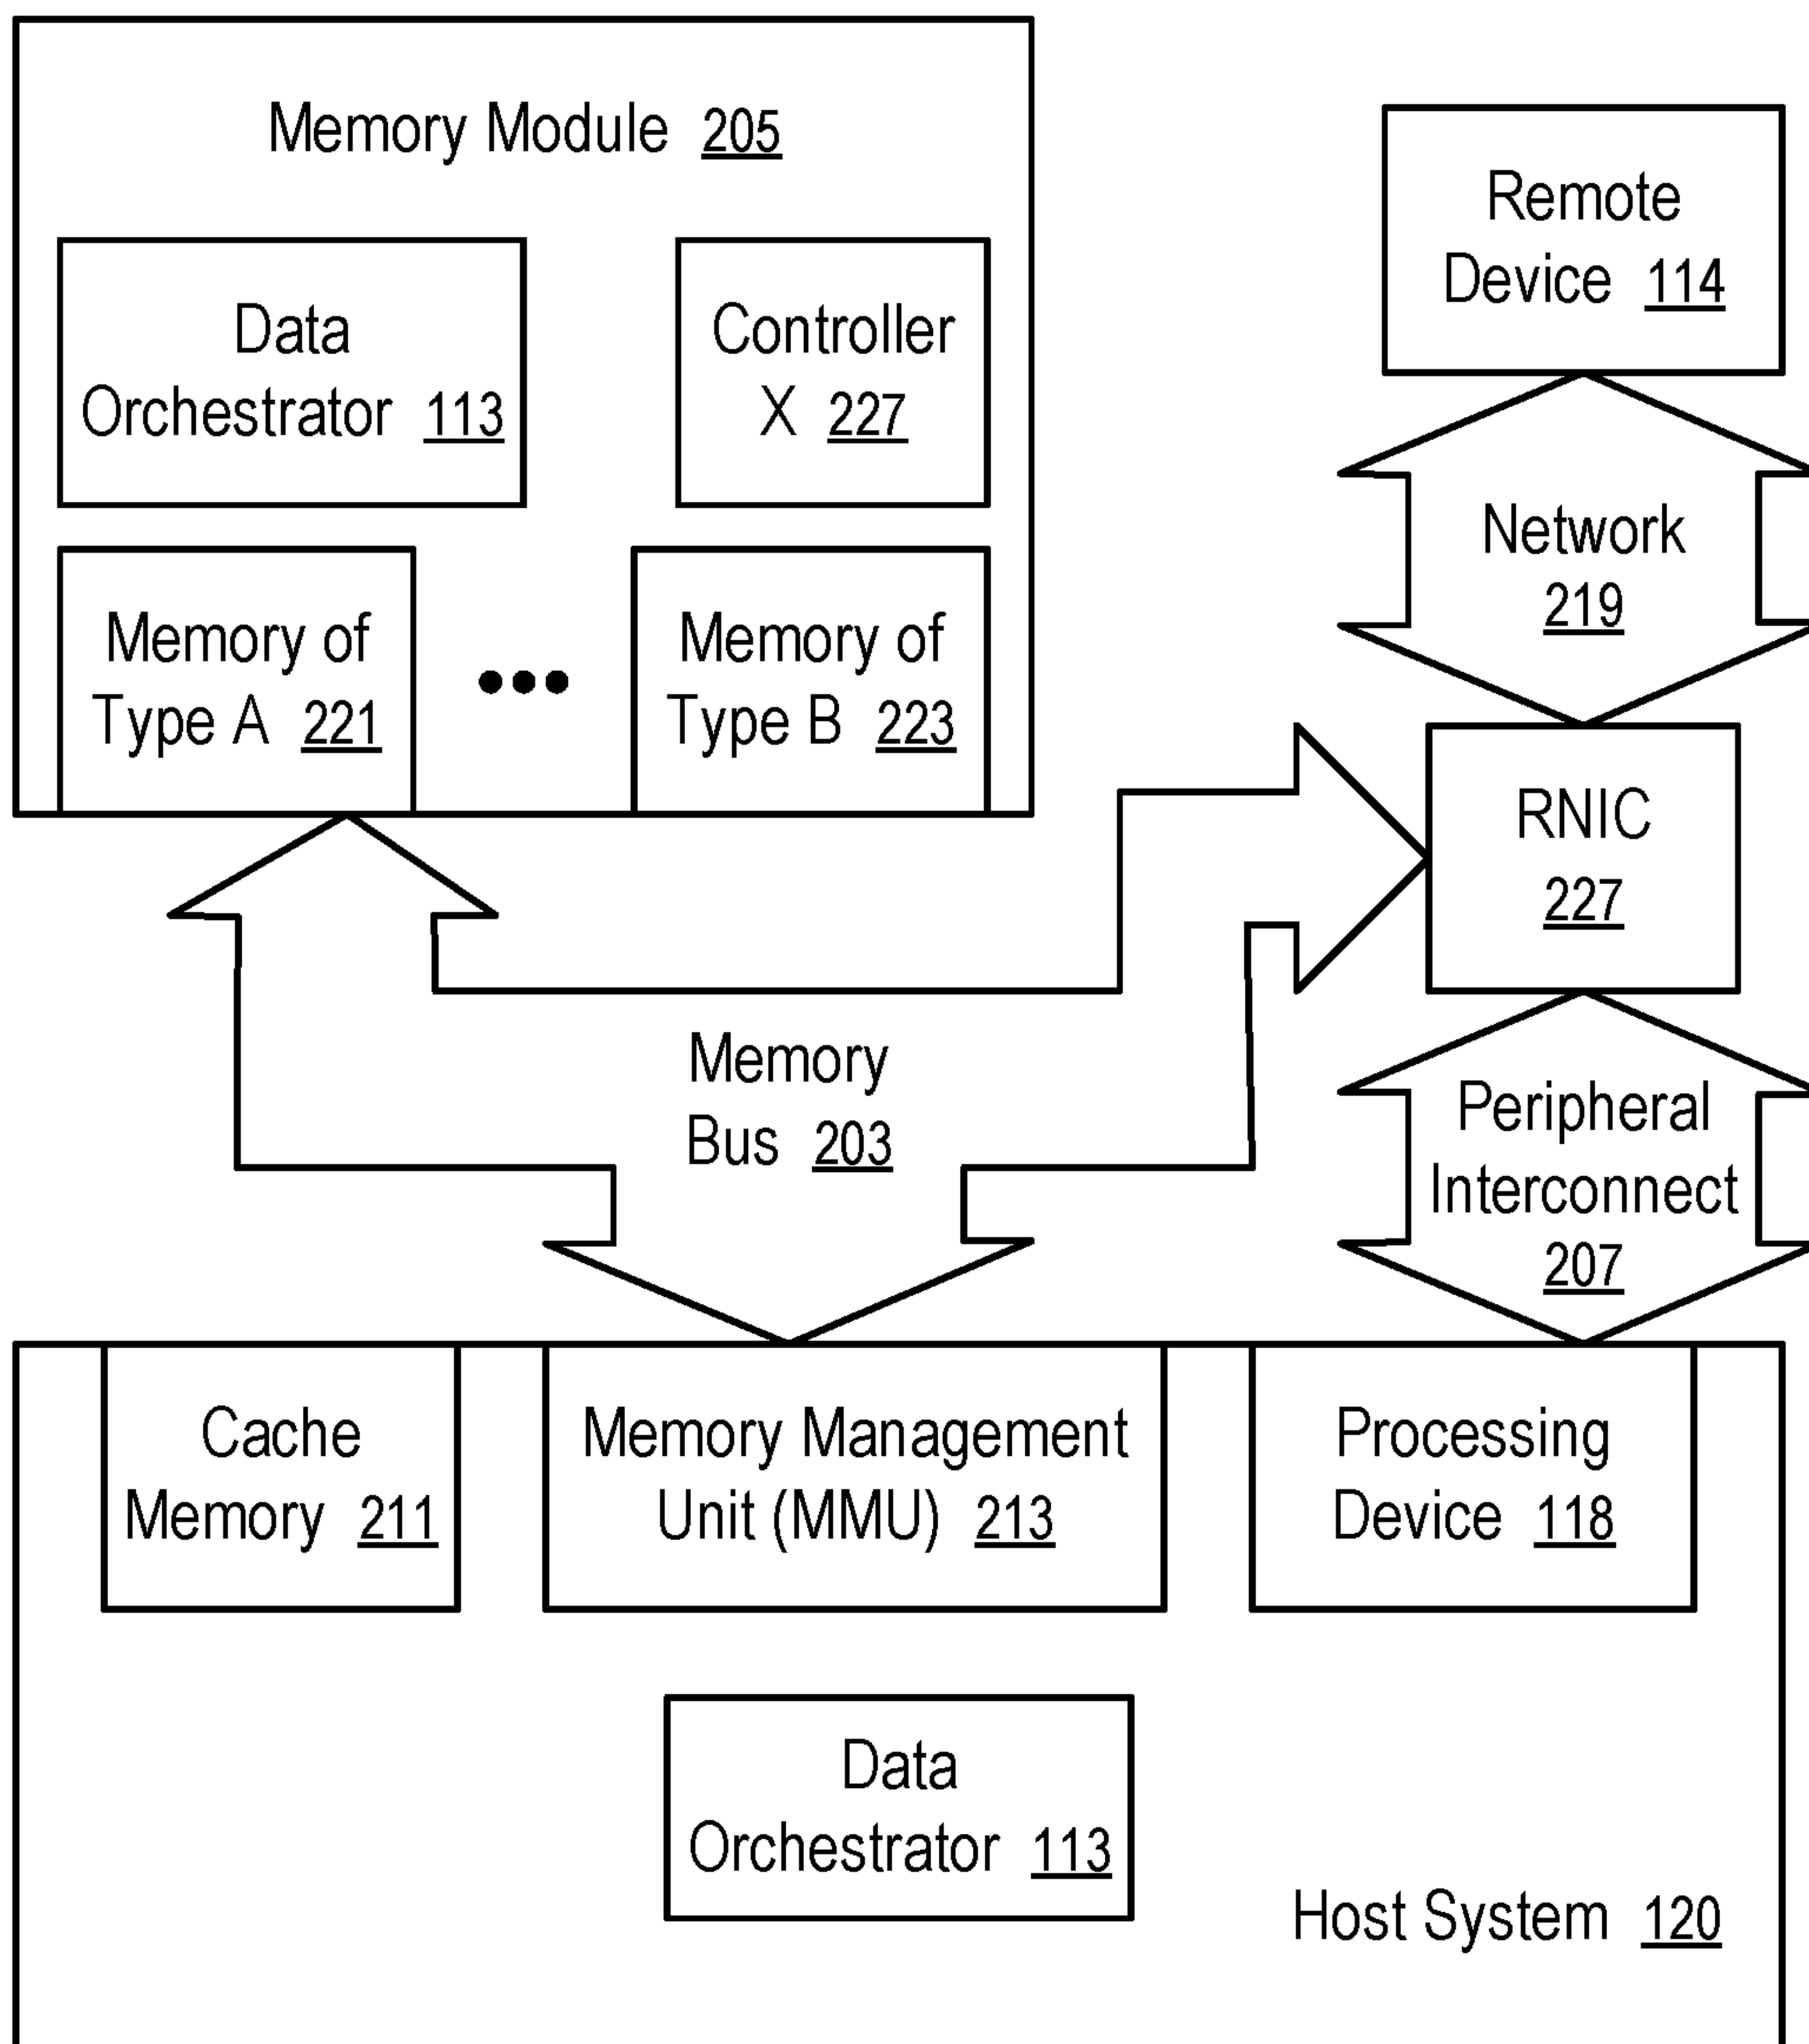 Memory Module 205
Data
Orchestrator 113
Controller
X 227
Memory of
Type A 221
Memory of
Type B 223
Remote
Device 114
Network
219
RNIC
227
Memory
Bus 203
Peripheral
Interconnect
207
Cache
Memory 211
Memory Management
Unit (MMU) 213
Processing
Device 118
Data
Orchestrator 113
Host System 120